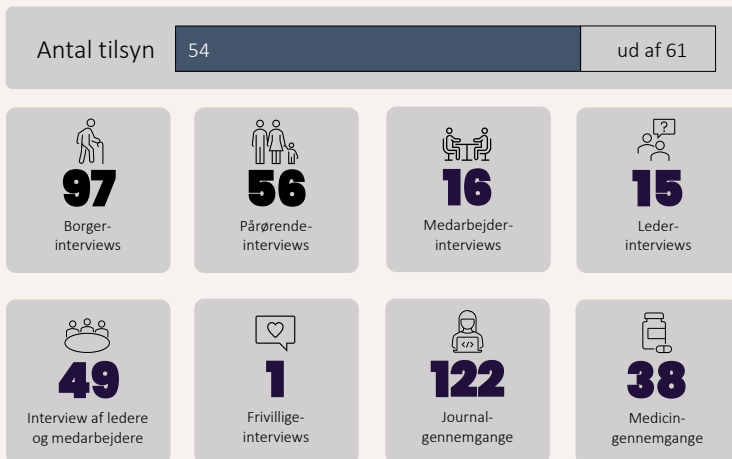 Antal tilsyn 54 ud af 61
?
97
Borger-
interviews
56
Pårørende-
interviews
16
Medarbejder-
interviews
15
Leder-
interviews
49
Interview af ledere
og medarbejdere
1
Frivillige-
interviews
</>
122
Journal-
gennemgange
38
Medicin-
gennemgange